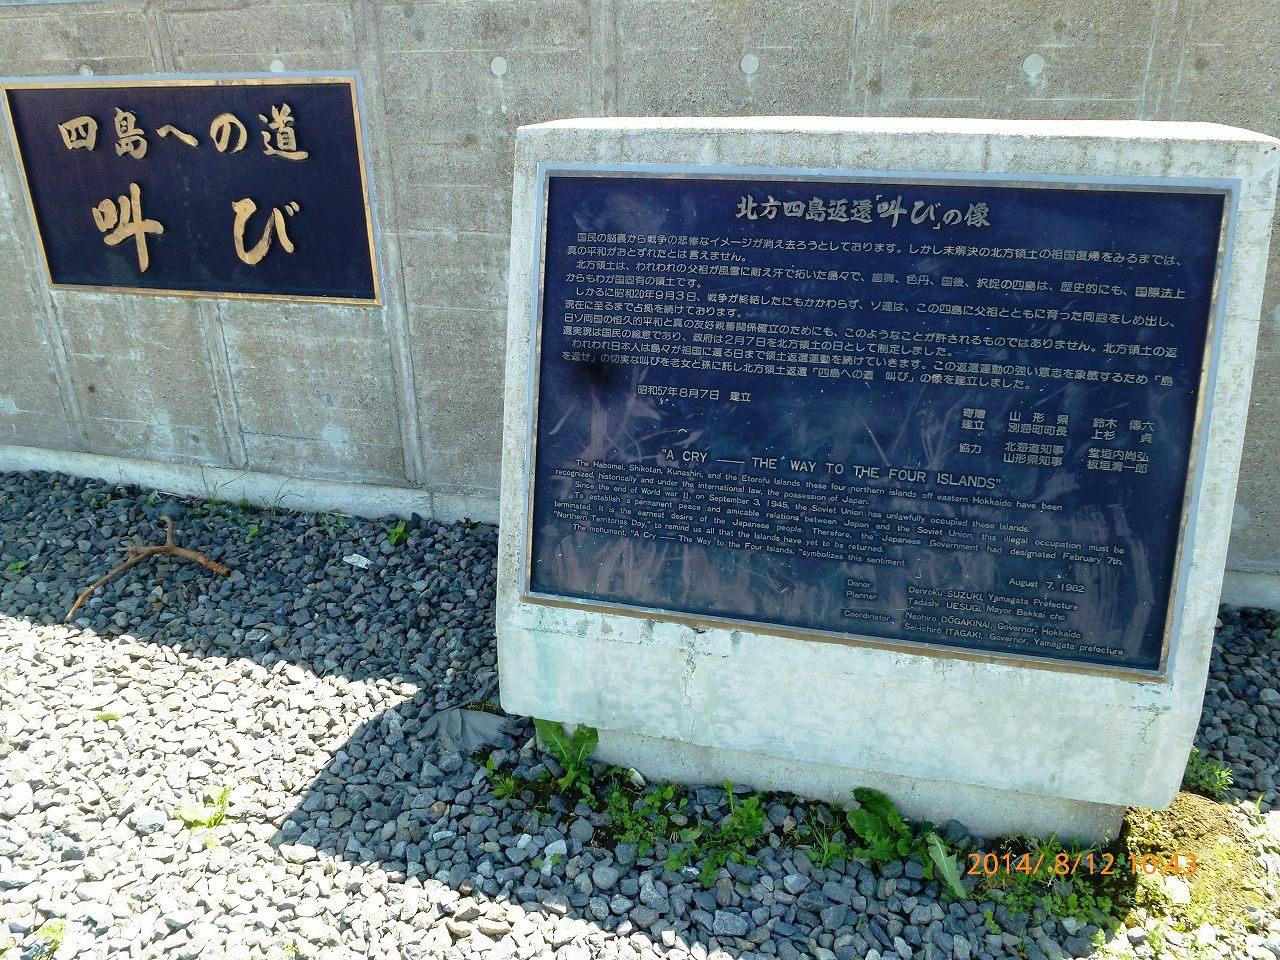 四島への道
叫び
北方四島返還「叫び」の像
国民の脳裏から戦争の悲惨なイメージが消え去ろうとしております。しかし未解決の北方領土の祖国復帰をみるまでは、
真の平和がおとずれたとは言えません。
北方領土は、われわれの父祖が風雪に耐え汗で拓いた島々で、歯舞、色丹、国後、択捉の四島は、歴史的にも、国際法上
からもわが国固有の領土です。
しかるに昭和20年9月3日、戦争が終結したにもかかわらず、ソ連は、この四島に父祖とともに育った同胞をしめ出し、
現在に至るまで占拠を続けております。
日ソ両国の恒久的平和と真の友好親善関係確立のためにも、このようなことが許されるものではありません。北方領土の返
還実現は国民の総意であり、政府は2月7日を北方領土の日として制定しました。
われわれ日本人は島々が祖国に還る日まで領土返還運動を続けていきます。この返還運動の強い意志を象徴するため「島
を返せ」の切実な叫びを老女と孫に託し北方領土返還「四島への道 叫び」の像を建立しました。
昭和57年8月7日 建立
寄贈 山形県 鈴木 傳六
建立 別海町町長 上杉 貞
協力 北海道知事 堂垣内尚弘
山形県知事 板垣清一郎
"A CRY — THE WAY TO THE FOUR ISLANDS"
The Habomai, Shikotan, Kunashiri, and the Etorofu Islands these four northern islands off eastern Hokkaido have been
recognized, historically and under the international law, the possession of Japan.
Since the end of World war II, on September 3, 1945, the Soviet Union has unlawfully occupied these Islands.
To establish a permanent peace and amicable relations between Japan and the Soviet Union, this illegal occupation must be
terminated. It is the earnest desire of the Japanese people. Therefore, the Japanese Government had designated February 7th,
"Northern Territories Day," to remind us all that the Islands have yet to be returned.
The monument, "A Cry — The Way to the Four Islands," symbolizes this sentiment.
August 7, 1982
Donor Denroku SUZUKI, Yamagata Prefecture
Planner Tadashi UESUGI, Mayor Bekkai cho
Coordinator Naohiro DOGAKINAI, Governor, Hokkaido
Sei-ichiro ITAGAKI, Governor, Yamagata prefecture
2014/ 8/12 10:43